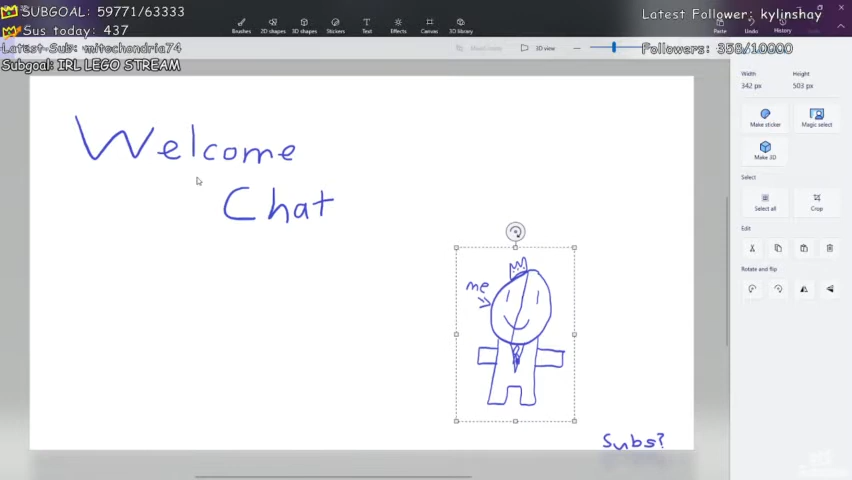 SUBGOAL: 59771/63333
Sus today: 437
Latest Sub: mitochondria74
Subgoal: IRL LEGO STREAM
Latest Follower: kylinshay
Followers: 358/10000
Brushes
2D shapes
3D shapes
Stickers
Text
Effects
Canvas
3D library
Paste
Undo
History
3D view
Width
Height
342 px
503 px
Make sticker
Magic select
Make 3D
Select
Select all
Crop
Edit
Rotate and flip
Welcome
Chat
me
Subs?